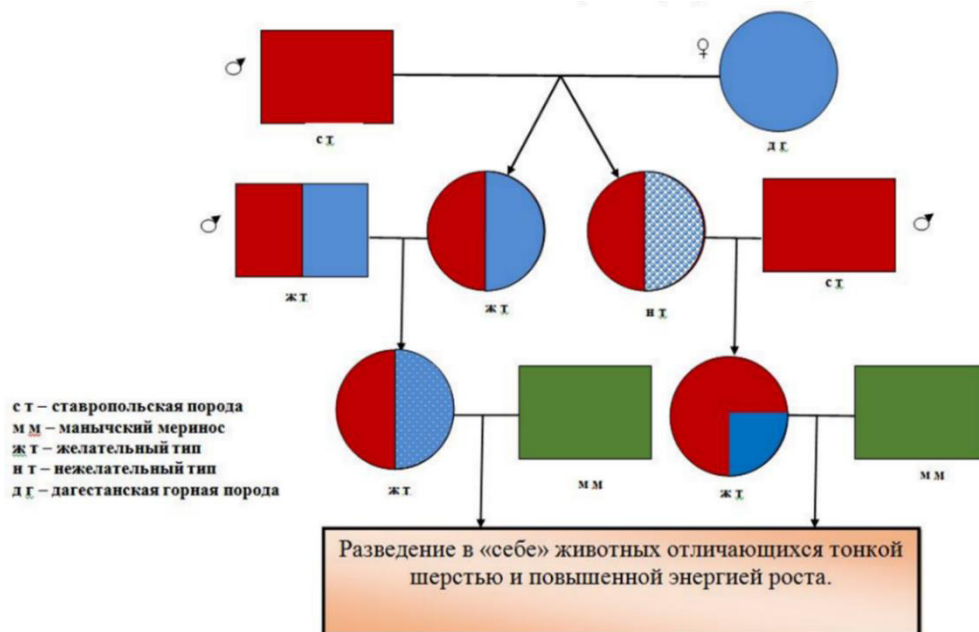 ♂
♀
с т
д г
♂
♂
ж т
ж т
н т
с т
с т – ставропольская порода
м м – манычский меринос
ж т – желательный тип
н т – нежелательный тип
д г – дагестанская горная порода
ж т
м м
ж т
м м
Разведение в «себе» животных отличающихся тонкой
шерстью и повышенной энергией роста.